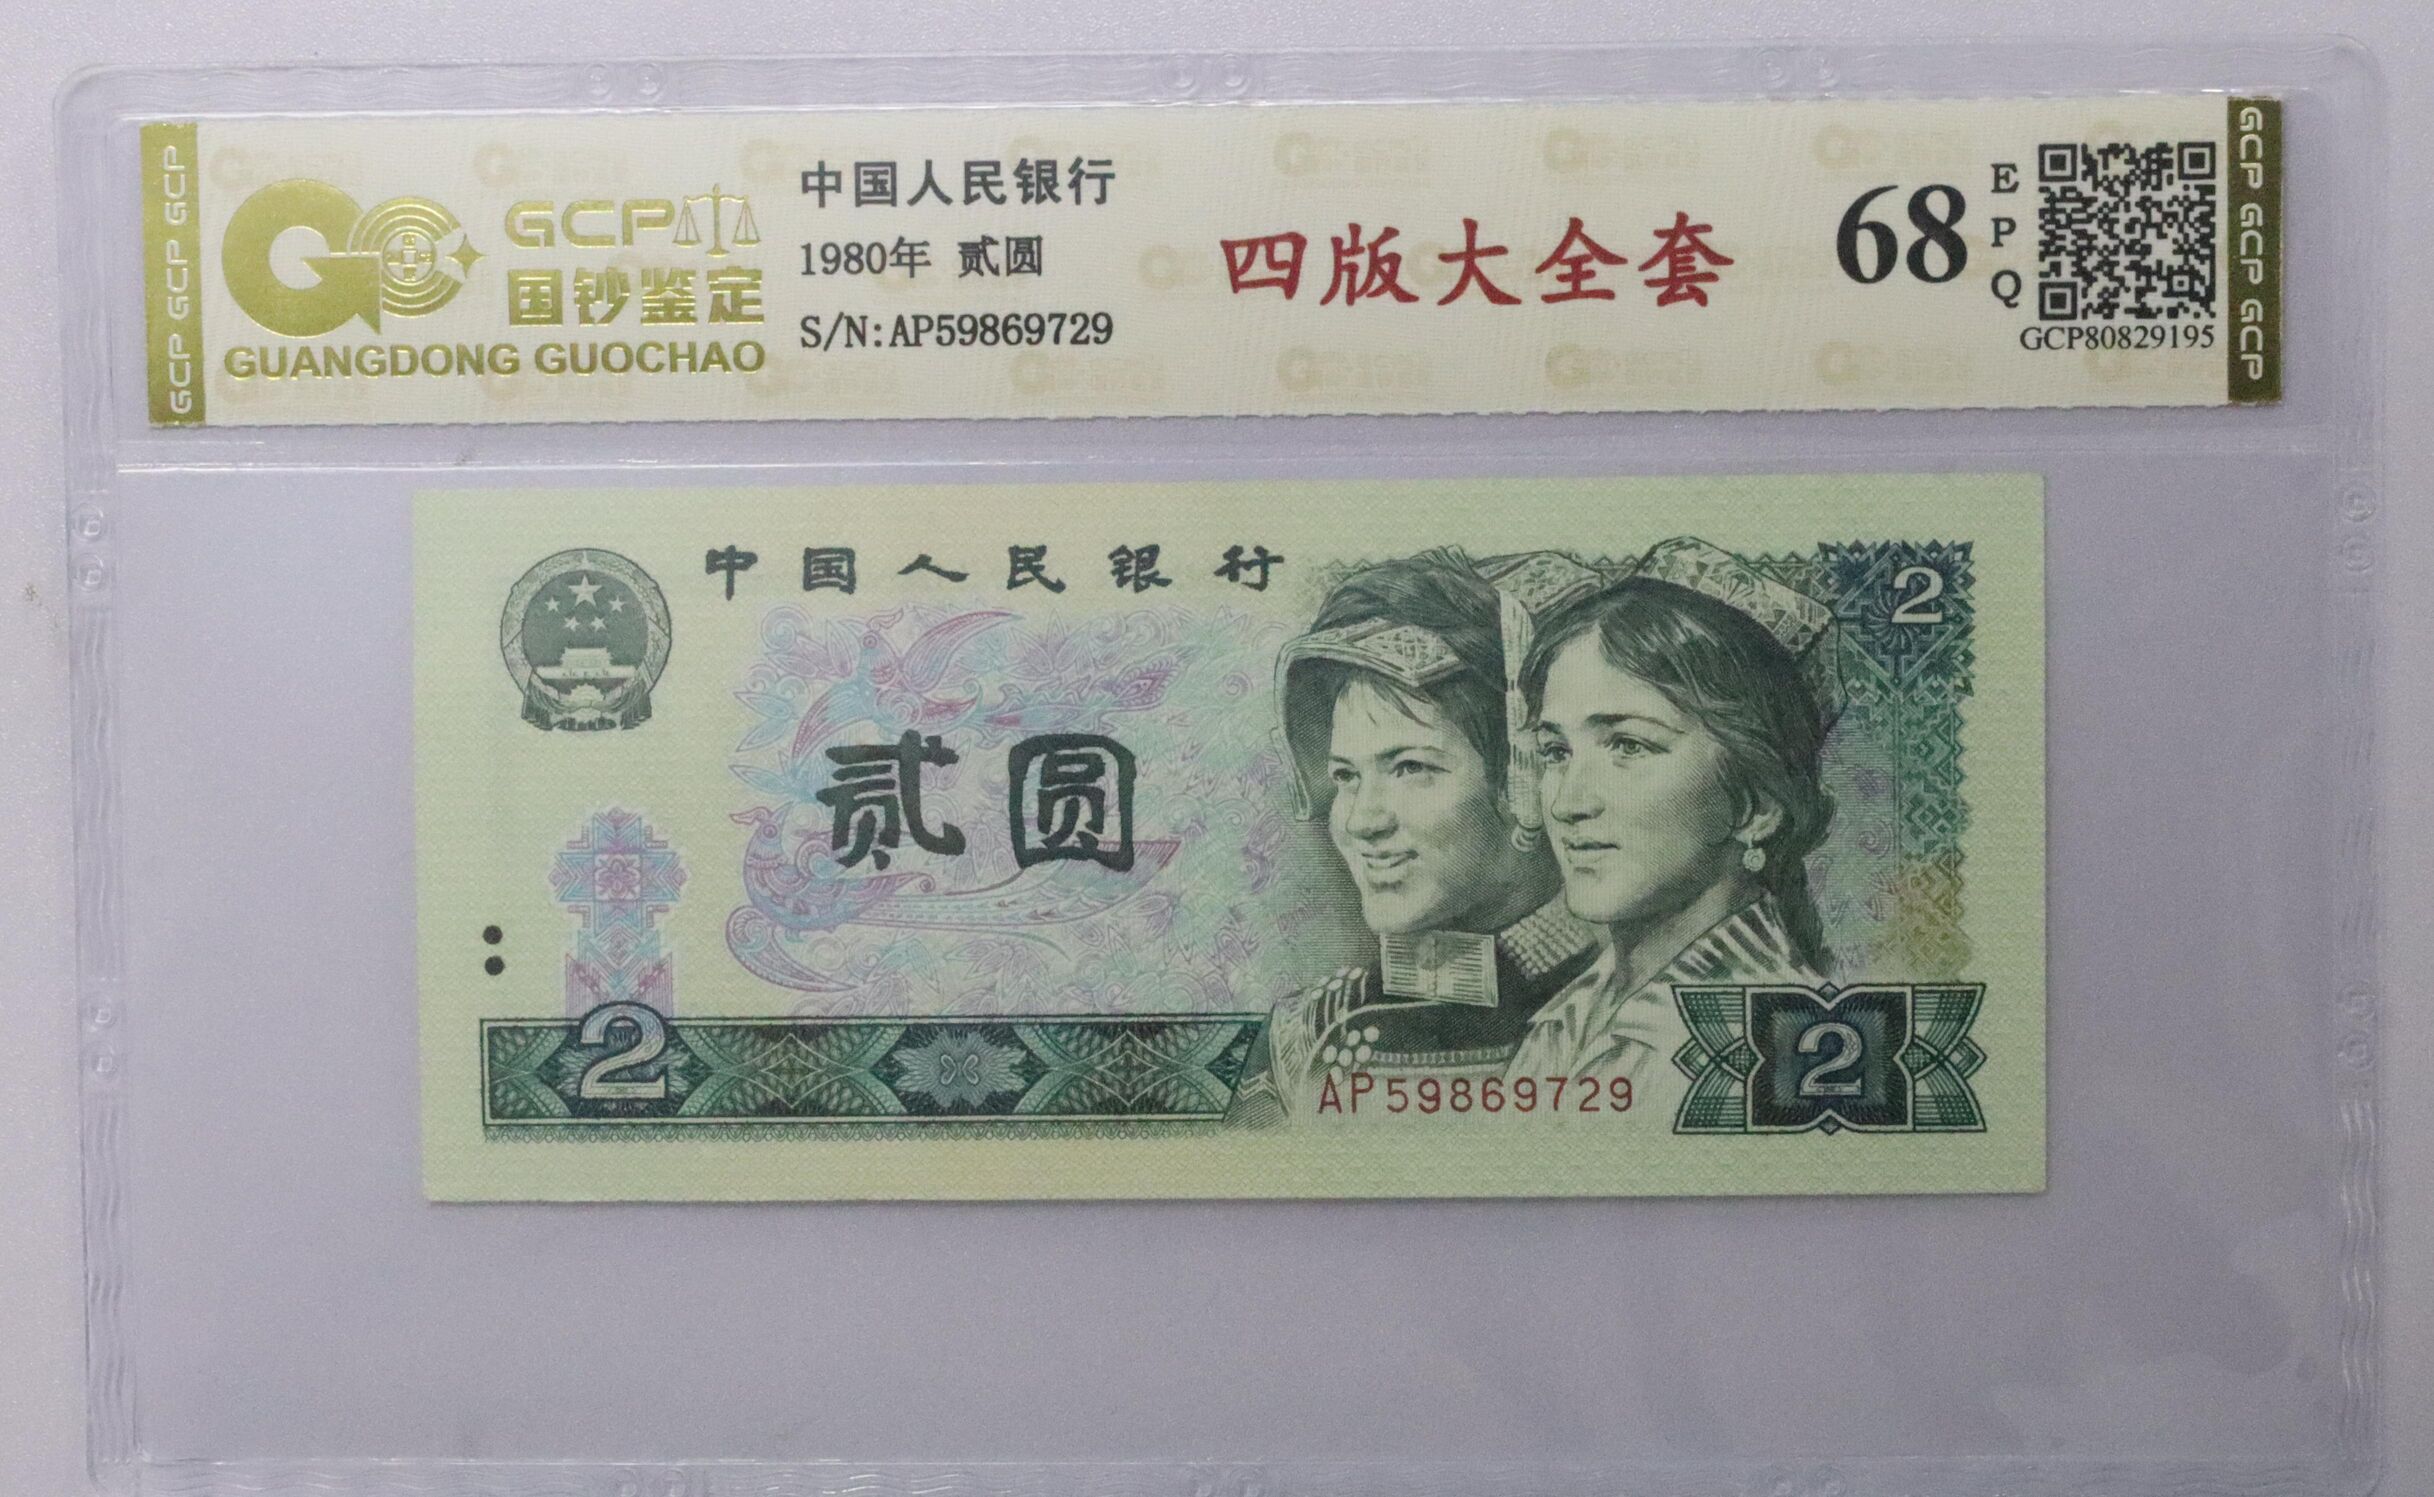 GCP GCP GCP
GCP
国钞鉴定
GUANGDONG GUOCHAO
中国人民银行
1980年 贰圆
S/N:AP59869729
四版大全套
68
EPQ
GCP80829195
GCP GCP GCP
中国人民银行
2
贰圆
2
AP59869729
2